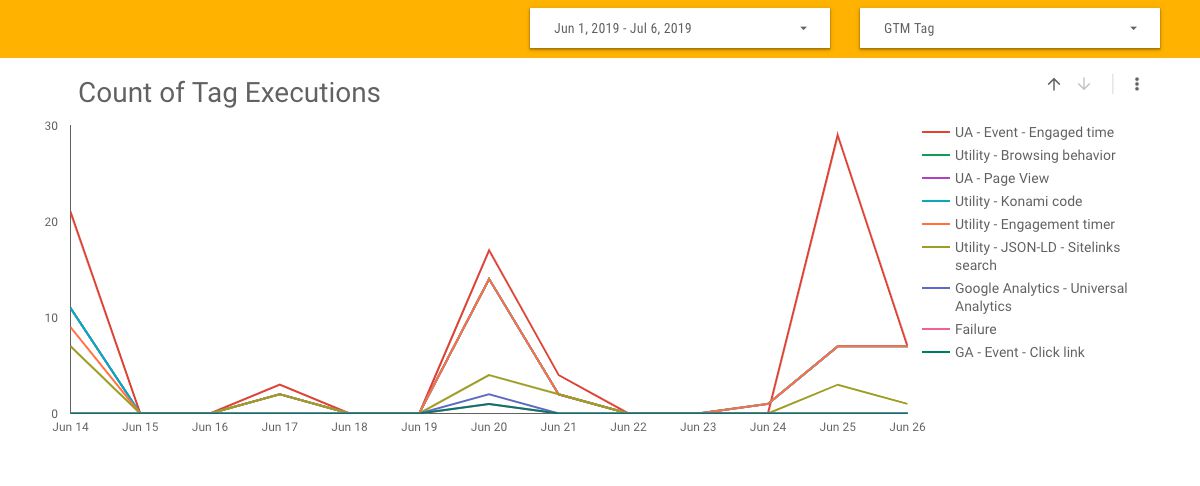 Jun 1, 2019 - Jul 6, 2019
GTM Tag
Count of Tag Executions
30
20
10
0
Jun 14 Jun 15 Jun 16 Jun 17 Jun 18 Jun 19 Jun 20 Jun 21 Jun 22 Jun 23 Jun 24 Jun 25 Jun 26
UA - Event - Engaged time
Utility - Browsing behavior
UA - Page View
Utility - Konami code
Utility - Engagement timer
Utility - JSON-LD - Sitelinks
search
Google Analytics - Universal
Analytics
Failure
GA - Event - Click link